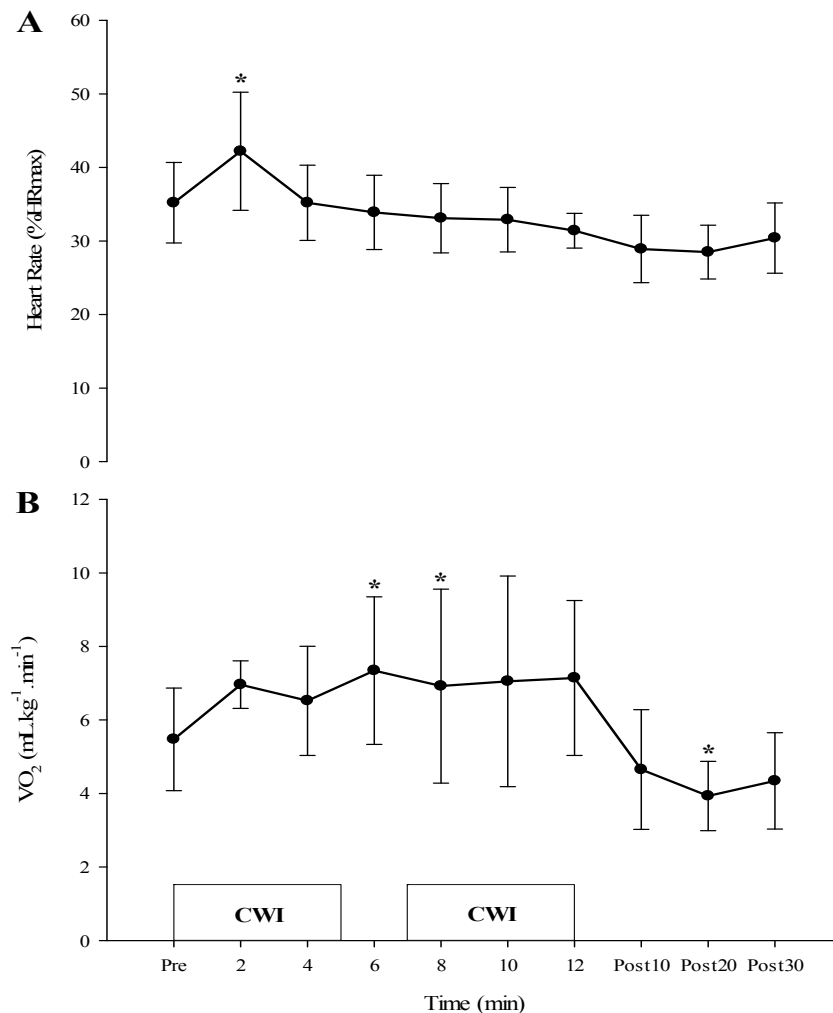 A
60
50
40
30
20
10
0
Heart Rate (%HRmax)
*
B
12
10
8
6
4
2
0
VO₂ (mL.kg⁻¹.min⁻¹)
* * *
CWI CWI
Pre 2 4 6 8 10 12 Post10 Post20 Post30
Time (min)